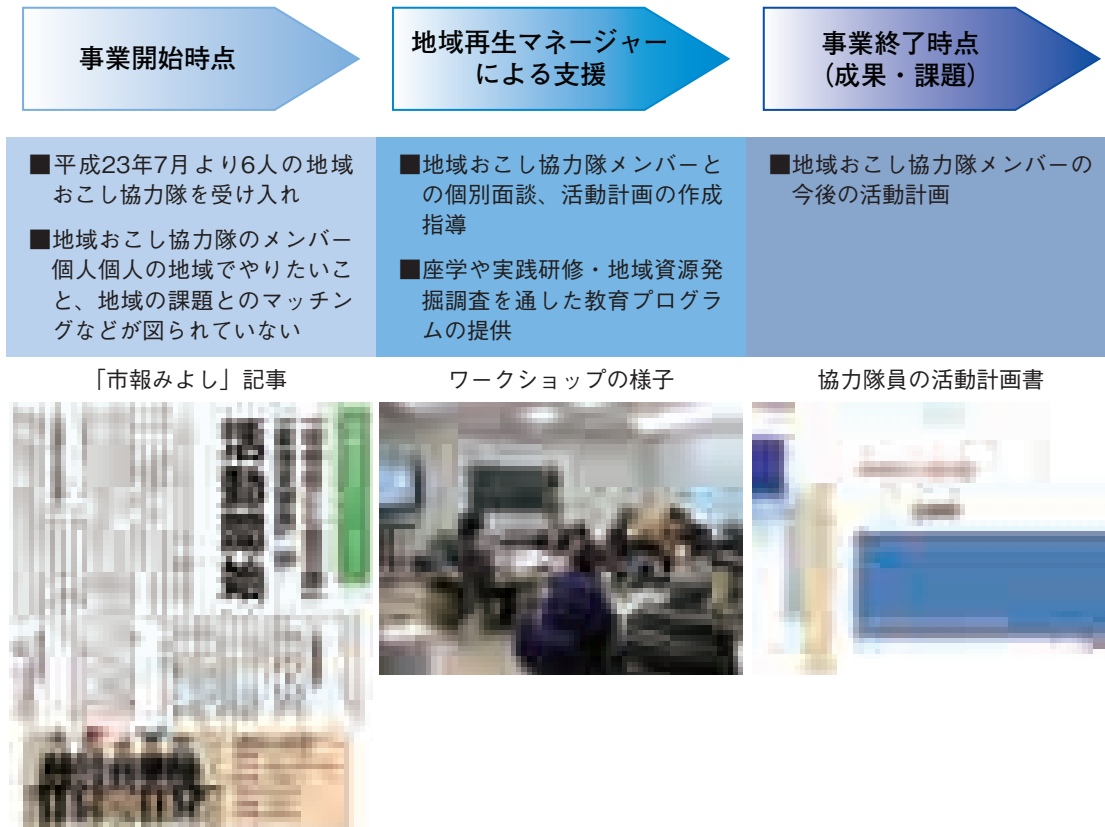 事業開始時点
地域再生マネージャー
による支援
事業終了時点
(成果・課題)
■平成23年7月より6人の地域
おこし協力隊を受け入れ
■地域おこし協力隊のメンバー
個人個人の地域でやりたいこ
と、地域の課題とのマッチン
グなどが図られていない
■地域おこし協力隊メンバーと
の個別面談、活動計画の作成
指導
■座学や実践研修・地域資源発
掘調査を通した教育プログラ
ムの提供
■地域おこし協力隊メンバーの
今後の活動計画
「市報みよし」記事
ワークショップの様子
協力隊員の活動計画書